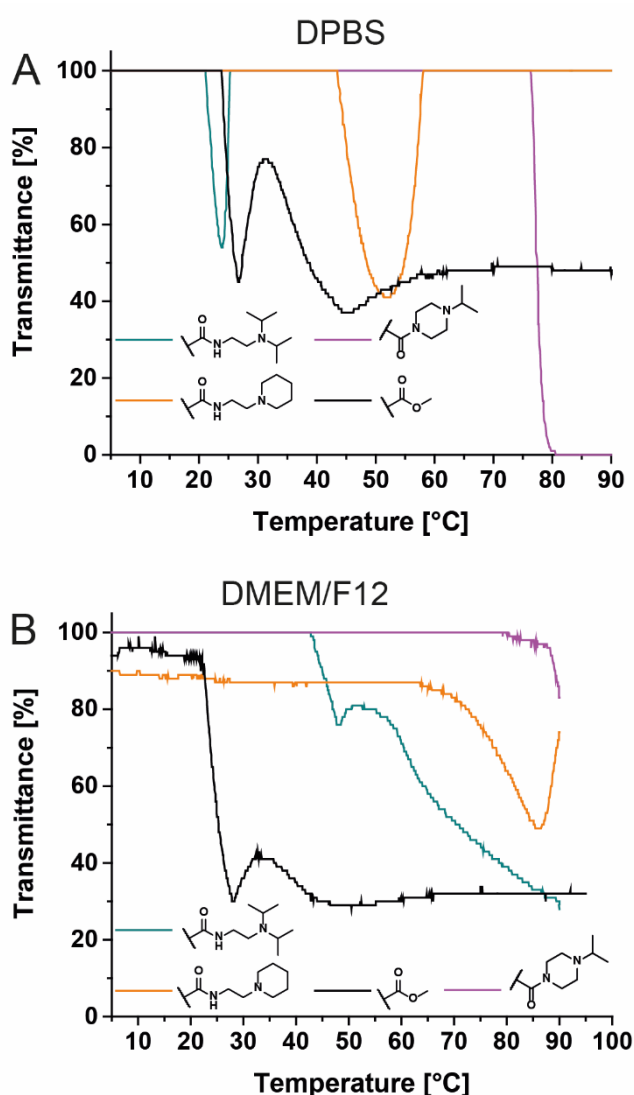 DPBS
A
Transmittance [%]
100
80
60
40
20
0
O
N
H
N
N
N
O
O
N
H
N
O
O
10 20 30 40 50 60 70 80 90
Temperature [°C]
DMEM/F12
B
Transmittance [%]
100
80
60
40
20
0
O
N
H
N
O
N
H
N
O
O
N
N
O
10 20 30 40 50 60 70 80 90 100
Temperature [°C]